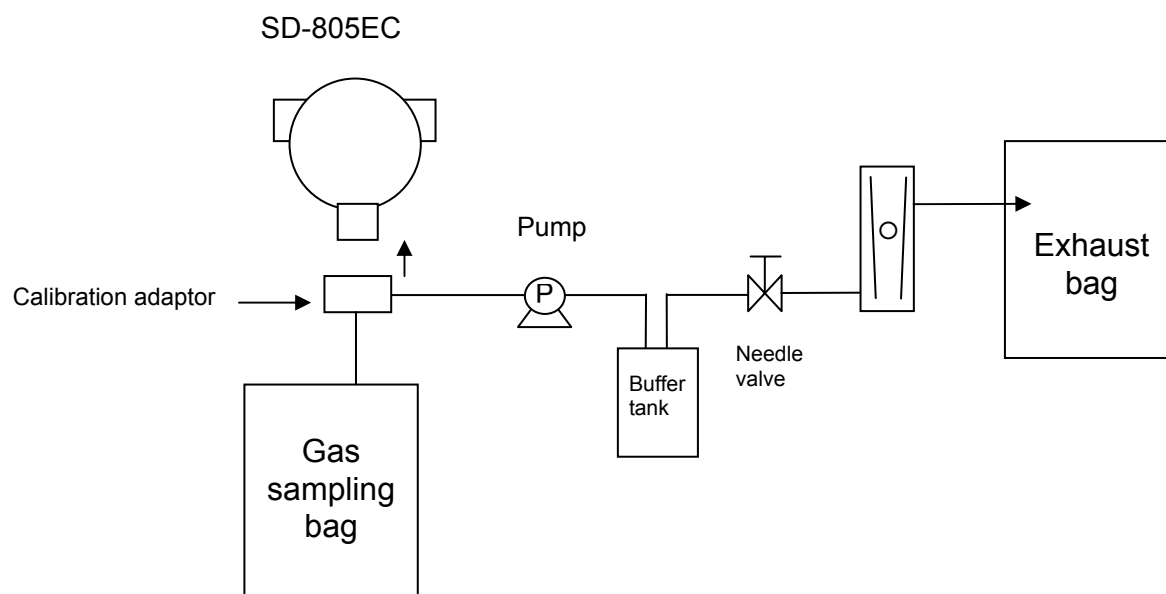 SD-805EC
Pump
Calibration adaptor
P
Exhaust
bag
Needle
valve
Buffer
tank
Gas
sampling
bag